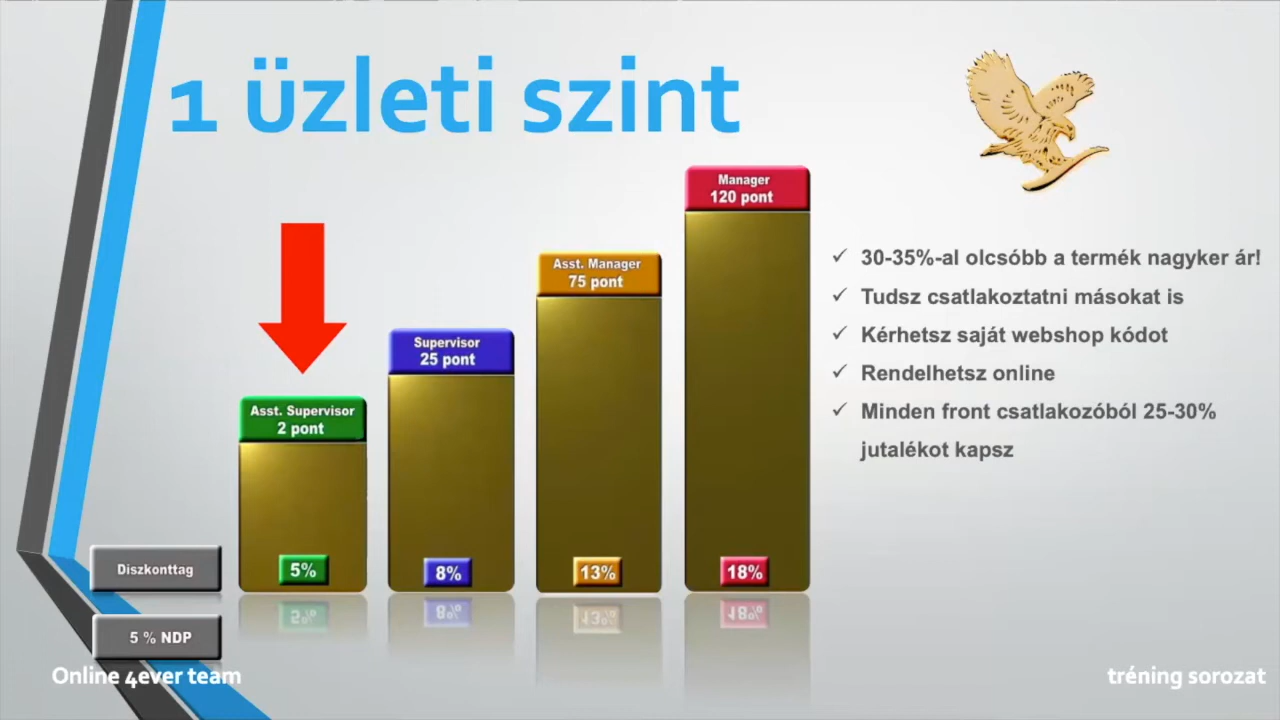 1 üzleti szint
Manager
120 pont
Asst. Manager
75 pont
Supervisor
25 pont
Asst. Supervisor
2 pont
✓ 30-35%-al olcsóbb a termék nagyker ár!
✓ Tudsz csatlakoztatni másokat is
✓ Kérhetsz saját webshop kódot
✓ Rendelhetsz online
✓ Minden front csatlakozóból 25-30%
jutalékot kapsz
Diszkonttag
5%
8%
13%
18%
5 % NDP
Online 4ever team
tréning sorozat